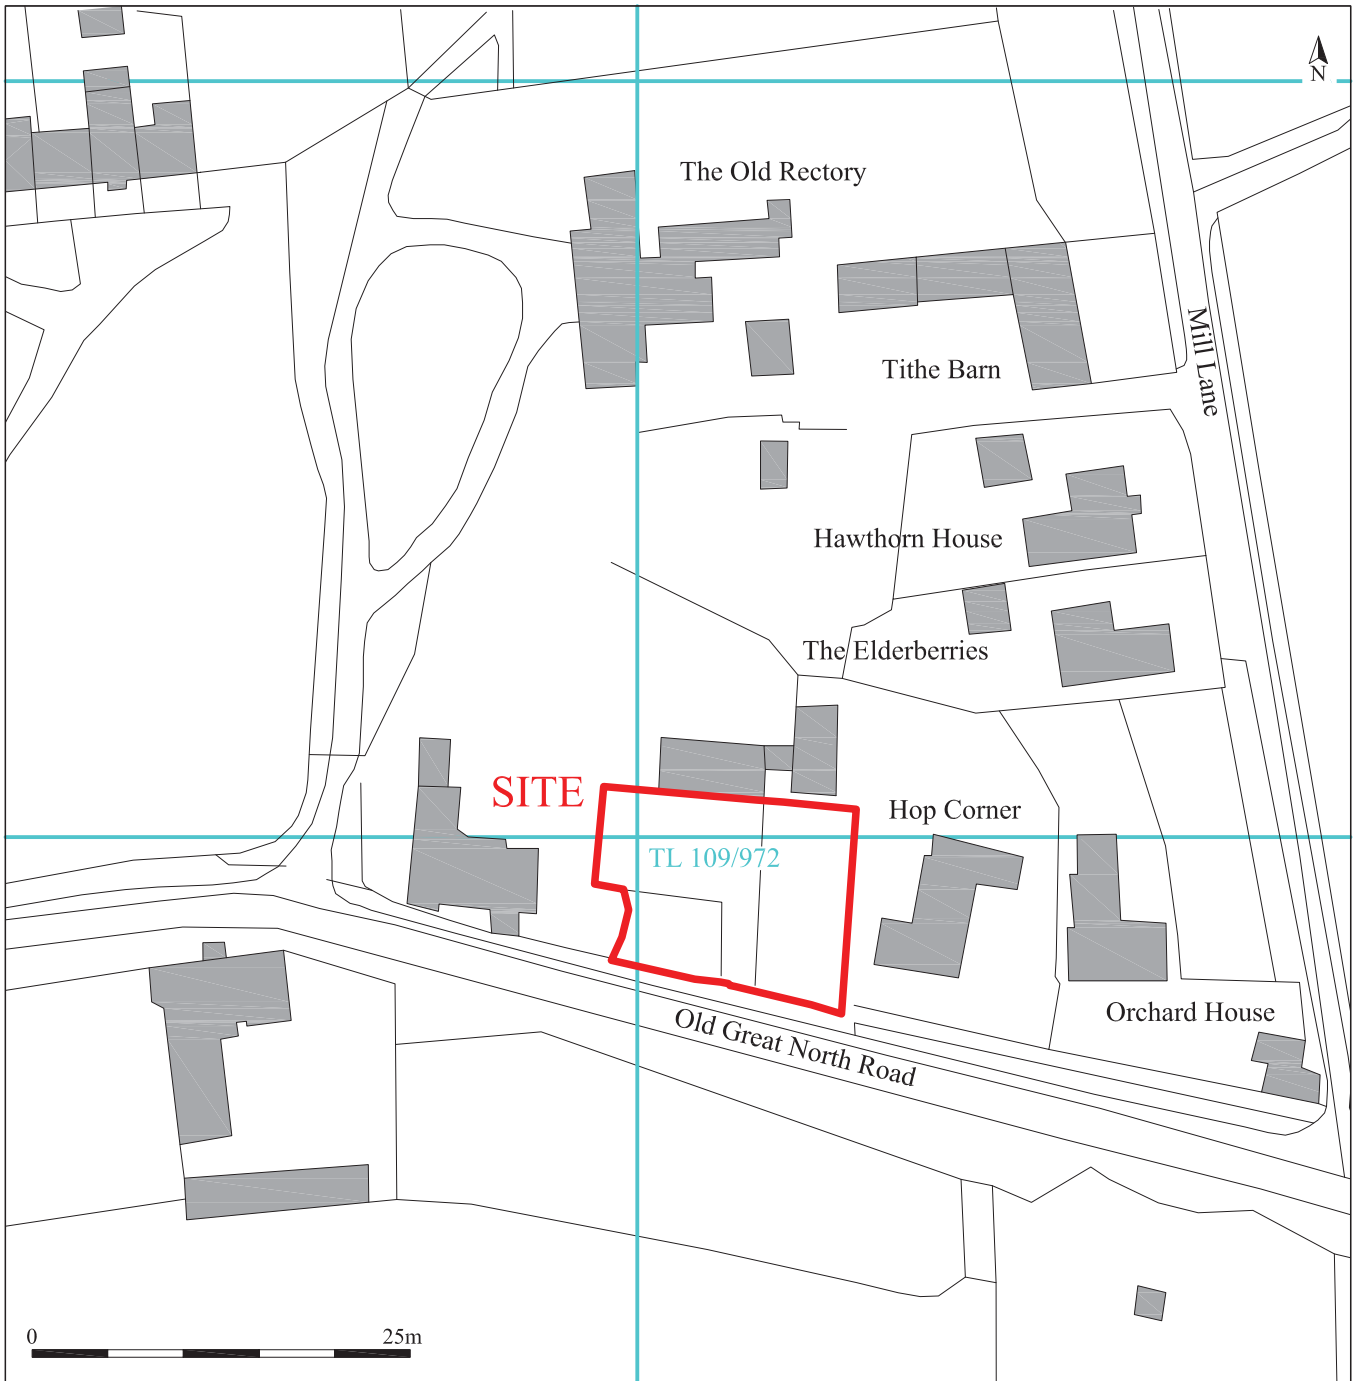 N
The Old Rectory
Mill Lane
Tithe Barn
Hawthorn House
The Elderberries
SITE
Hop Corner
TL 109/972
Orchard House
Old Great North Road
0 25m